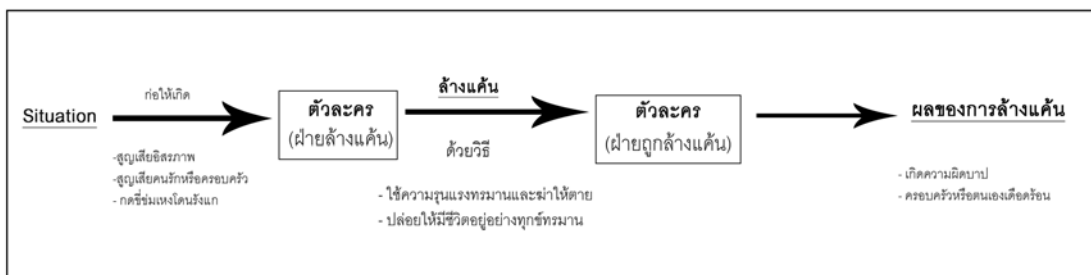 Situation
ก่อให้เกิด
-สูญเสียอิสรภาพ
-สูญเสียคนรักหรือครอบครัว
- กดขี่ข่มเหงโดนรังแก
ตัวละคร
(ฝ่ายล้างแค้น)
ล้างแค้น
ด้วยวิธี
- ใช้ความรุนแรงทรมานและฆ่าให้ตาย
- ปล่อยให้มีชีวิตอยู่อย่างทุกข์ทรมาน
ตัวละคร
(ฝ่ายถูกล้างแค้น)
ผลของการล้างแค้น
- เกิดความผิดบาป
- ครอบครัวหรือตนเองเดือดร้อน